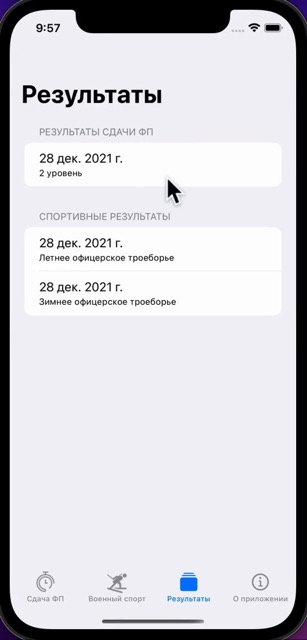 9:57
Результаты
РЕЗУЛЬТАТЫ СДАЧИ ФП
28 дек. 2021 г.
2 уровень
СПОРТИВНЫЕ РЕЗУЛЬТАТЫ
28 дек. 2021 г.
Летнее офицерское троеборье
28 дек. 2021 г.
Зимнее офицерское троеборье
Сдача ФП
Военный спорт
Результаты
О приложении